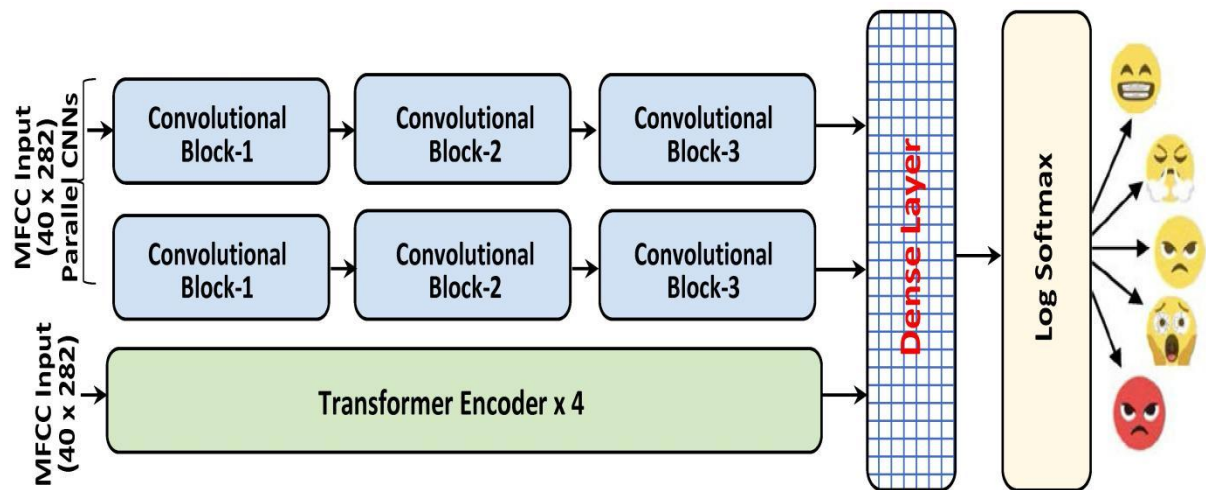 MFCC Input
(40 x 282)
Parallel CNNs
Convolutional
Block-1
Convolutional
Block-2
Convolutional
Block-3
Convolutional
Block-1
Convolutional
Block-2
Convolutional
Block-3
MFCC Input
(40 x 282)
Transformer Encoder x 4
Dense Layer
Log Softmax